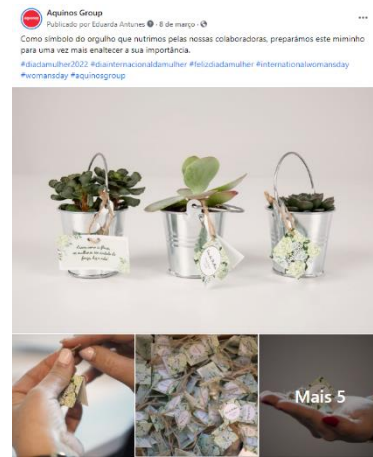 Aquinos Group
Publicado por Eduarda Antunes · 8 de março ·
Como símbolo do orgulho que nutrimos pelas nossas colaboradoras, preparámos este miminho
para uma vez mais enaltecer a sua importância.
#diadamulher2022 #diainternacionaldamulher #felizdiadamulher #internationalwomansday
#womansday #aquinosgroup
Mais 5